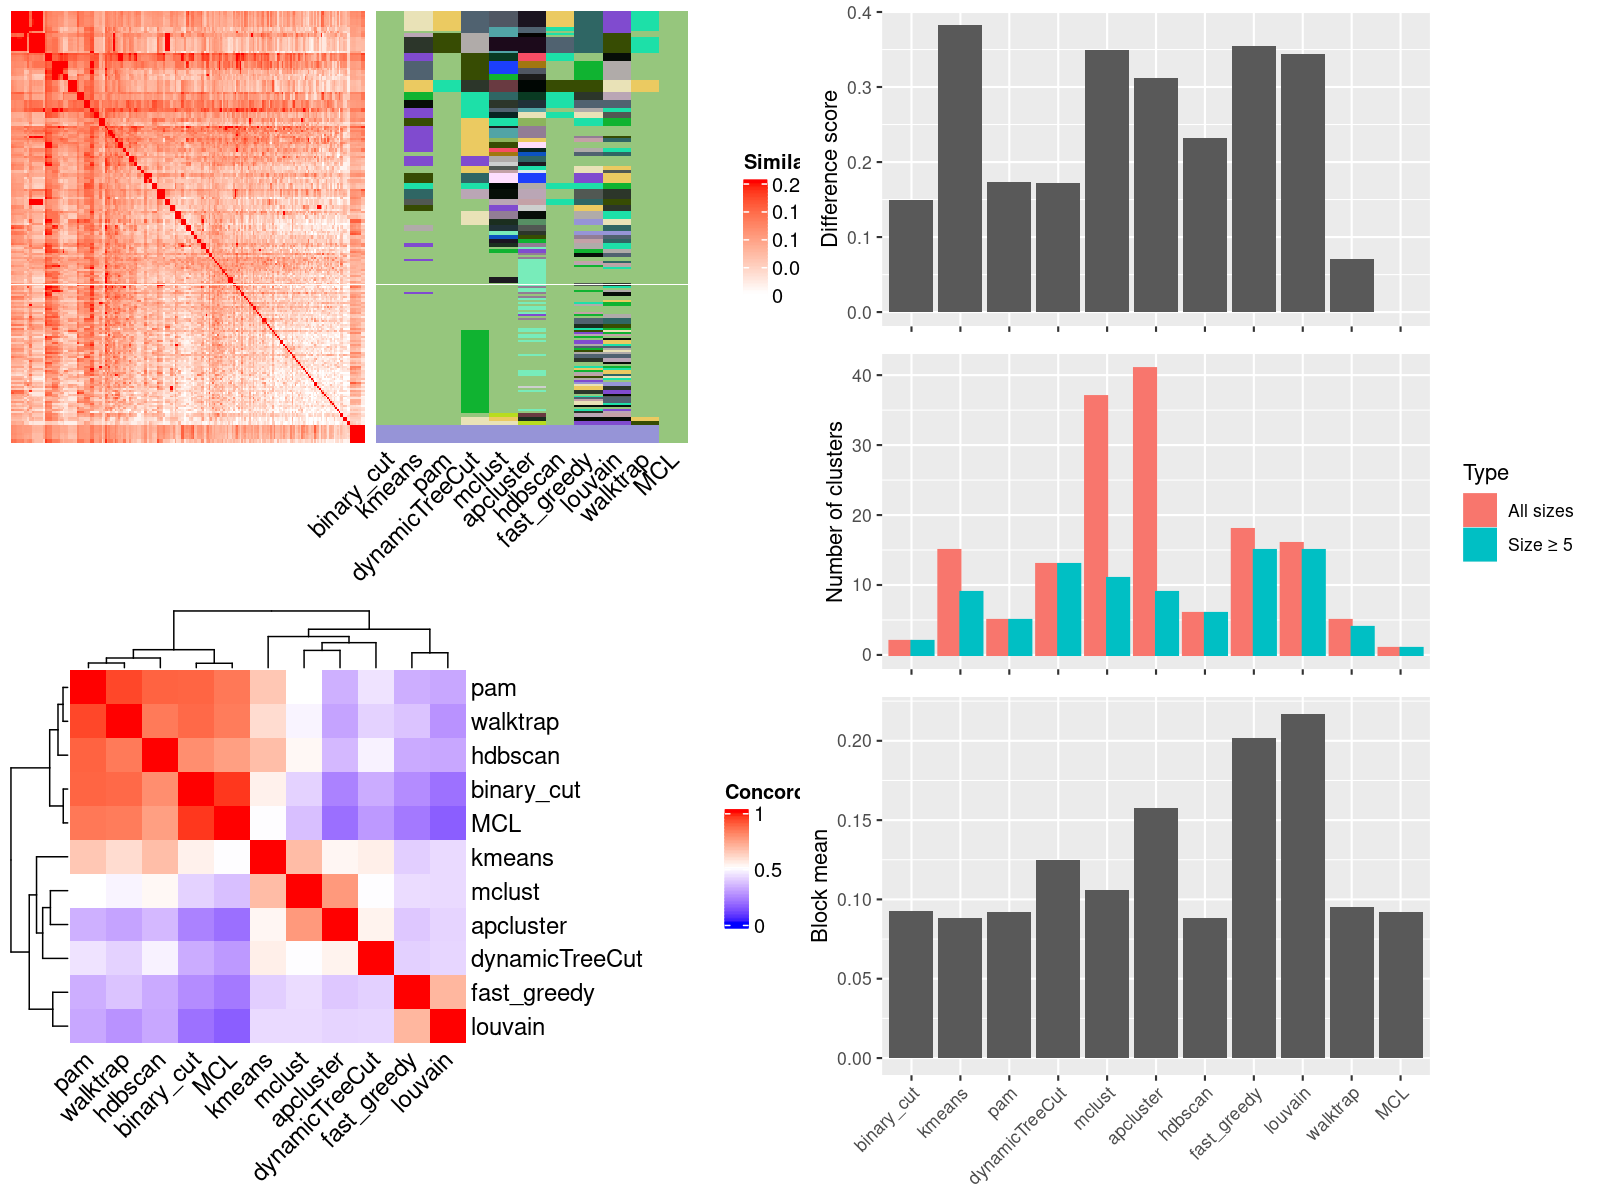 Simila
0.2
0.1
0.1
0.0
0
binary_cut
kmeans
pam
dynamicTreeCut
mclust
apcluster
hdbscan
fast_greedy
louvain
walktrap
MCL
pam
walktrap
hdbscan
binary_cut
MCL
kmeans
mclust
apcluster
dynamicTreeCut
fast_greedy
louvain
pam
walktrap
hdbscan
binary_cut
MCL
kmeans
mclust
apcluster
dynamicTreeCut
fast_greedy
louvain
Concord
1
0.5
0
Difference score
0.4
0.3
0.2
0.1
0.0
Number of clusters
40
30
20
10
0
Type
All sizes
Size ≥ 5
Block mean
0.20
0.15
0.10
0.05
0.00
binary_cut
kmeans
pam
dynamicTreeCut
mclust
apcluster
hdbscan
fast_greedy
louvain
walktrap
MCL